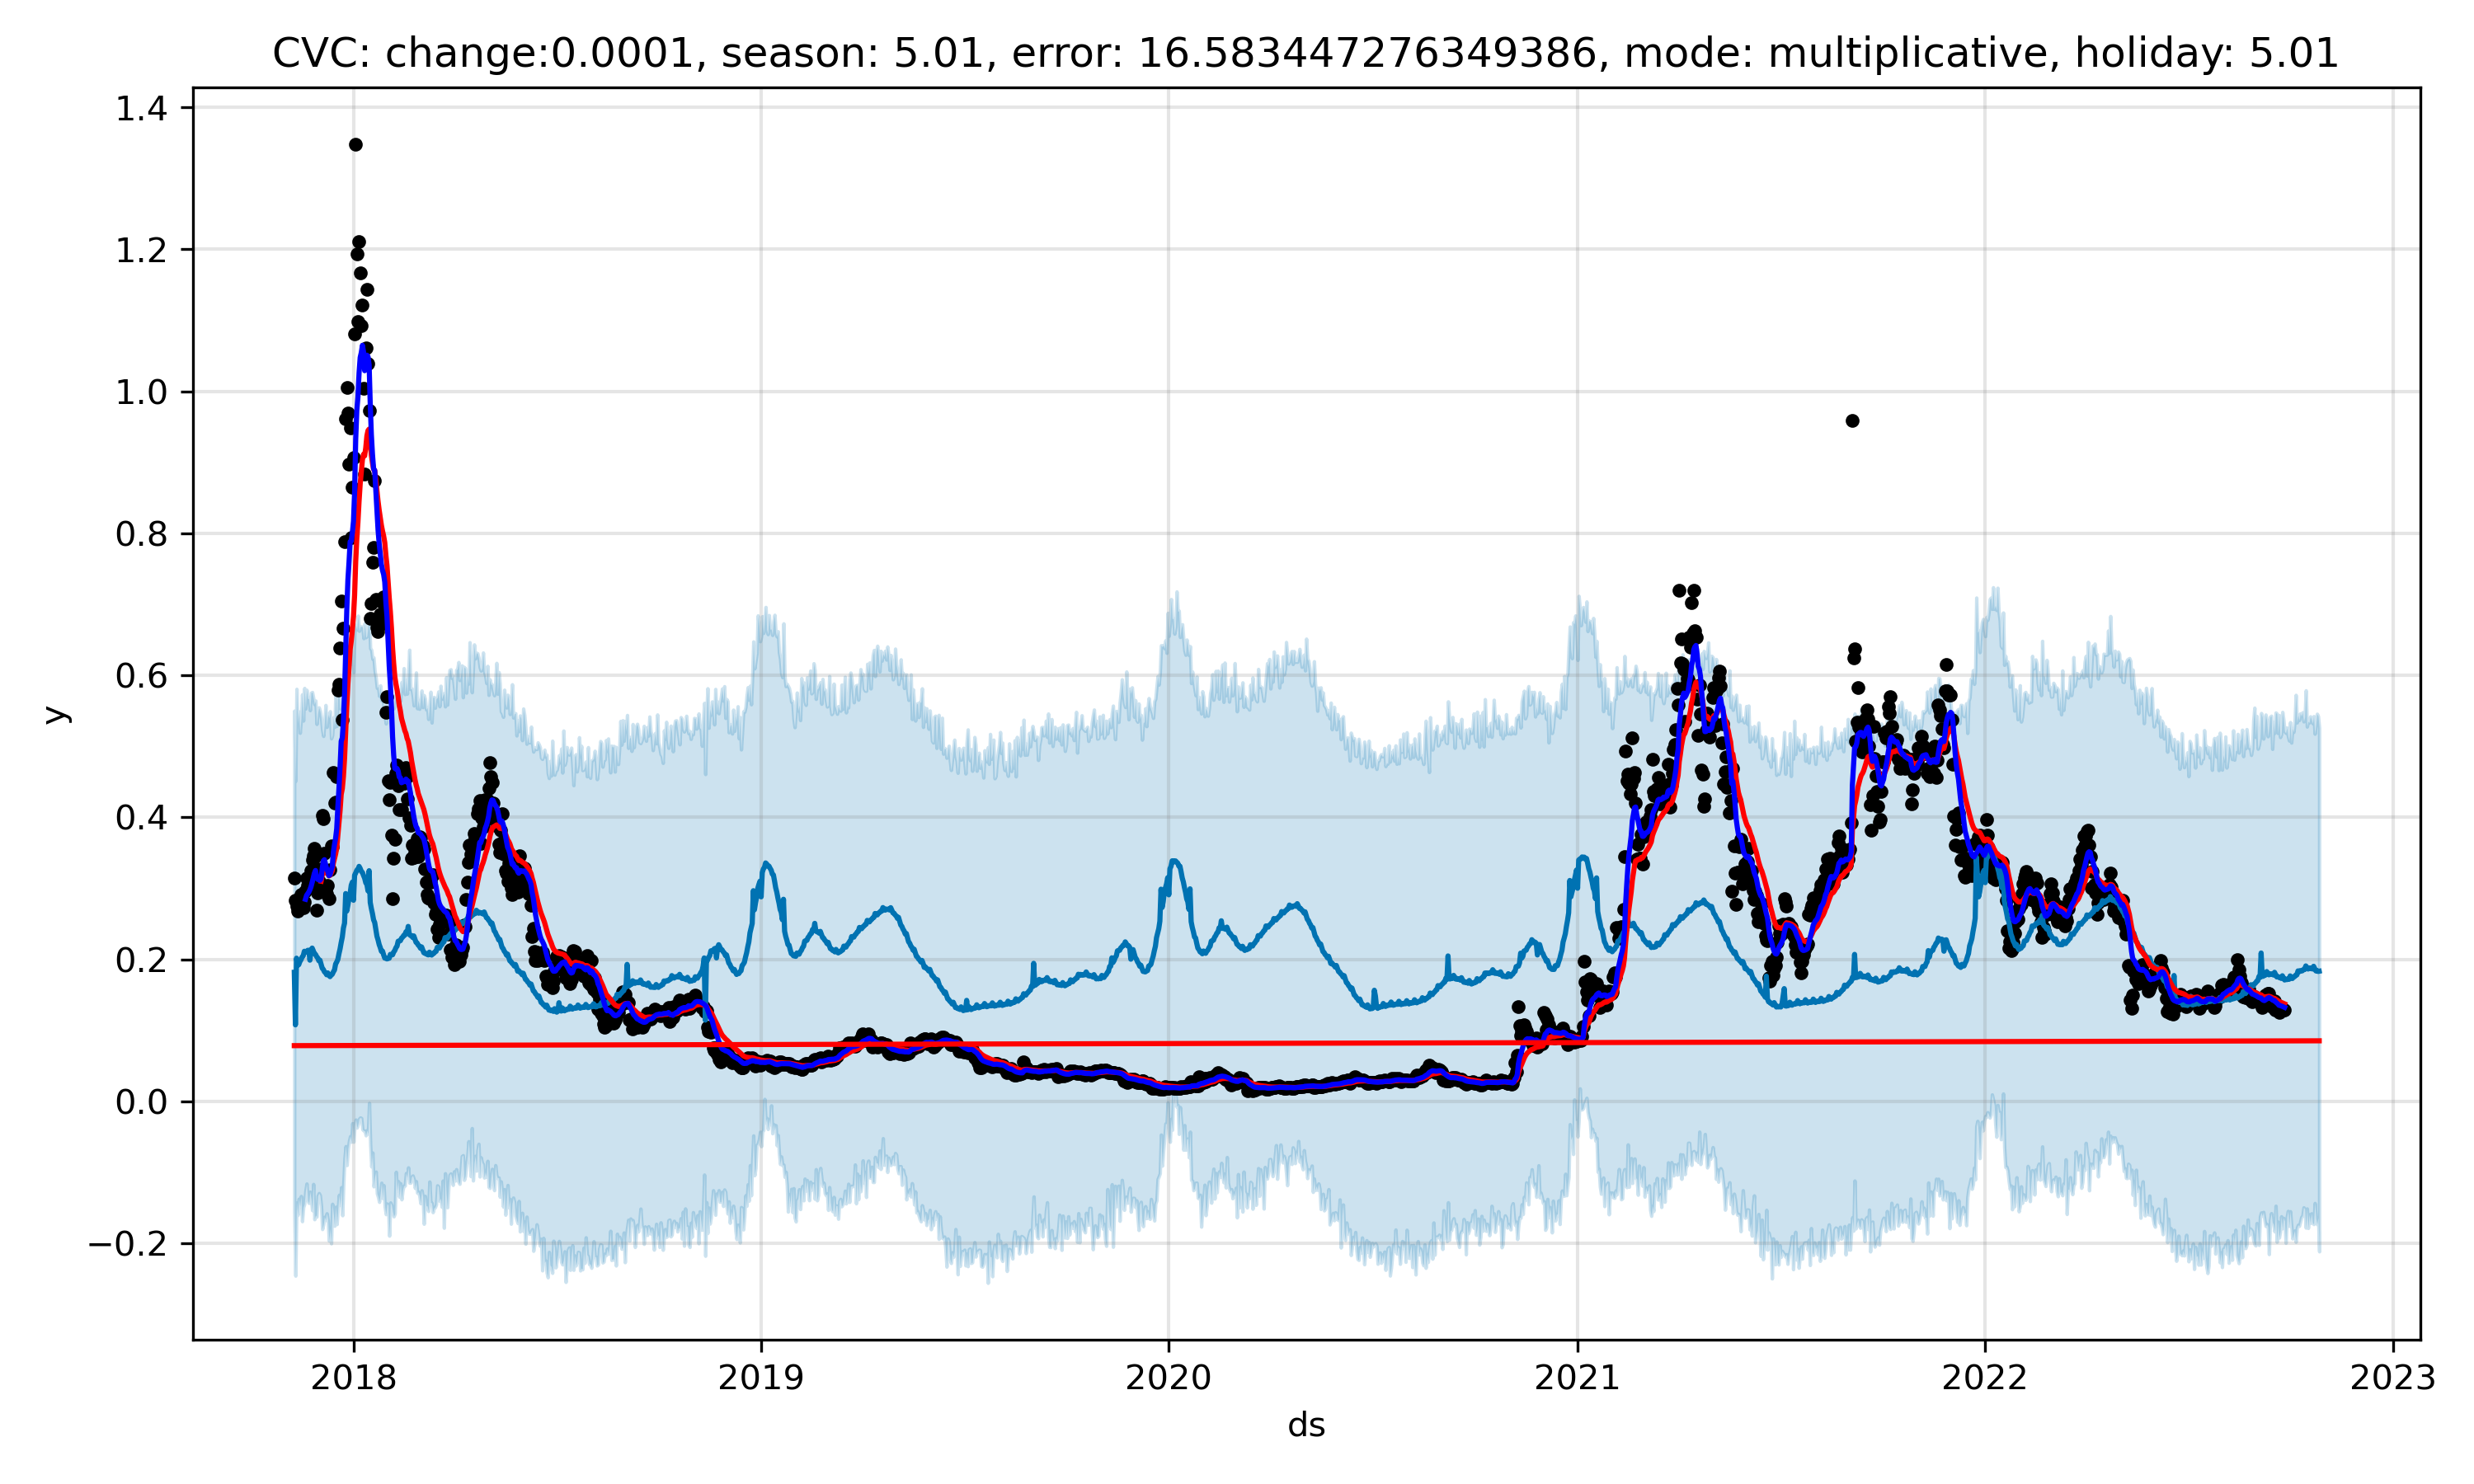 CVC: change:0.0001, season: 5.01, error: 16.583447276349386, mode: multiplicative, holiday: 5.01
1.4
1.2
1.0
0.8
0.6
0.4
0.2
0.0
−0.2
y
2018 2019 2020 2021 2022 2023
ds